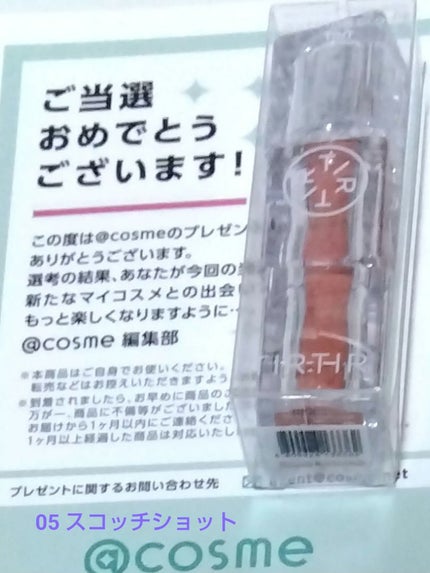 ご当選
おめでとう
ございます!
この度は@cosmeのプレゼン
ありがとうございます。
選考の結果、あなたが今回の
新たなマイコスメとの出会い
もっと楽しくなりますように…
@cosme 編集部
※本商品はご自身でお使いください。
転売などはお控えいただきますよう
※到着されましたら、お早めに商品のご
万が一、商品に不備等がございました
お届けから1ヶ月以内にご連絡くださ
1ヶ月以上経過した商品は対応いたし
プレゼントに関するお問い合わせ先
TIRTIR
TIRTIR
05 スコッチショット
@cosme